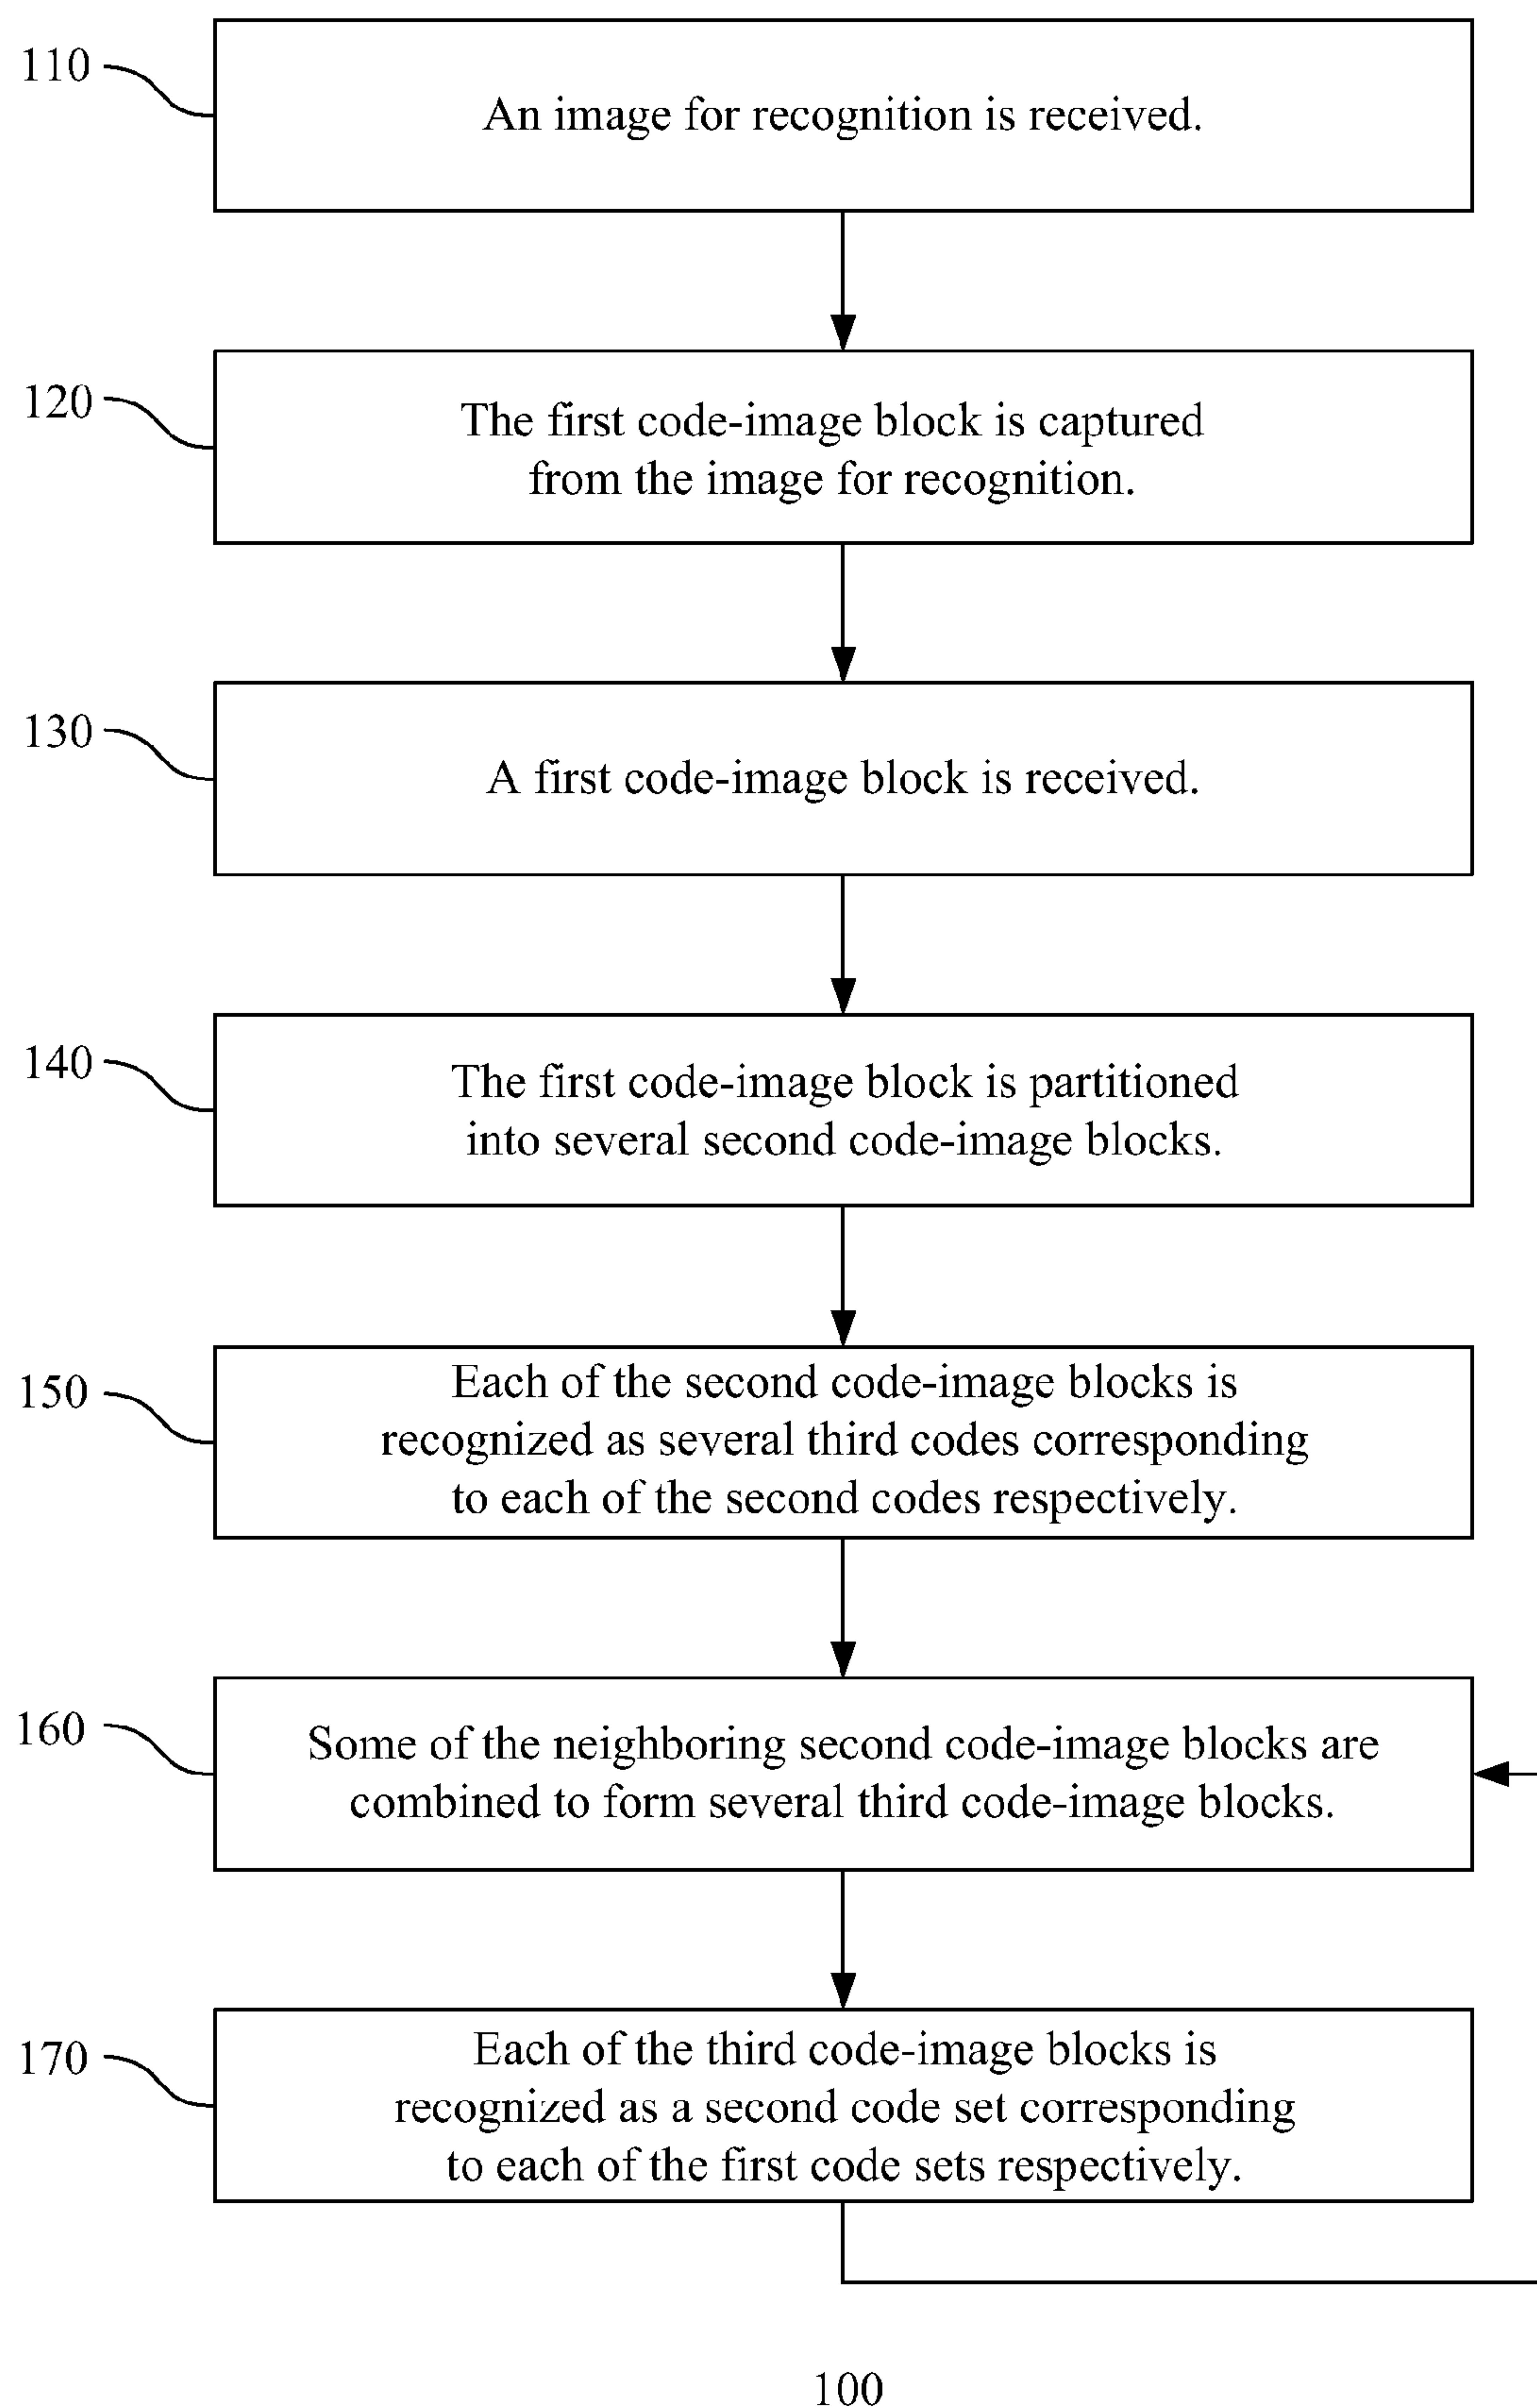 110
An image for recognition is received.
120
The first code-image block is captured
from the image for recognition.
130
A first code-image block is received.
140
The first code-image block is partitioned
into several second code-image blocks.
150
Each of the second code-image blocks is
recognized as several third codes corresponding
to each of the second codes respectively.
160
Some of the neighboring second code-image blocks are
combined to form several third code-image blocks.
170
Each of the third code-image blocks is
recognized as a second code set corresponding
to each of the first code sets respectively.
100